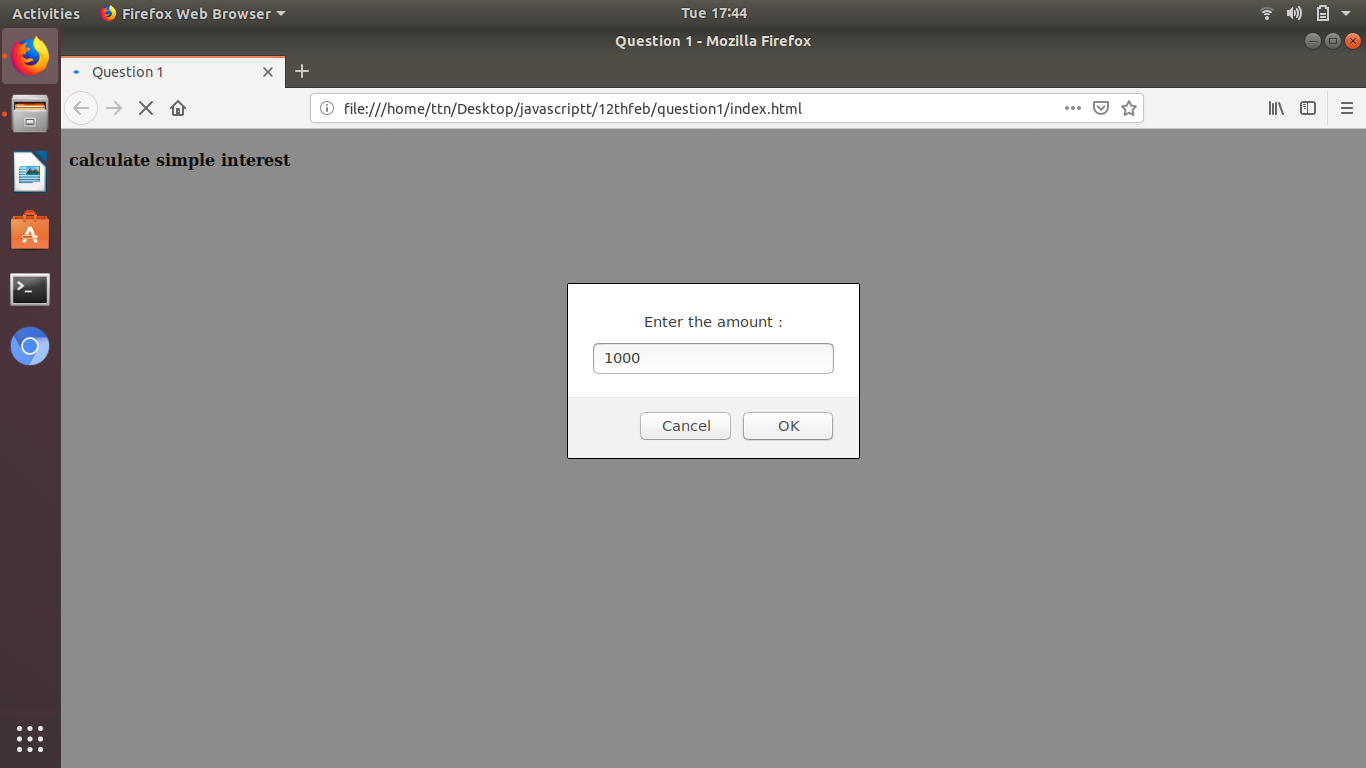 Activities
Firefox Web Browser
Tue 17:44
Question 1 - Mozilla Firefox
Question 1
file:///home/ttn/Desktop/javascriptt/12thfeb/question1/index.html
calculate simple interest
Enter the amount :
1000
Cancel
OK